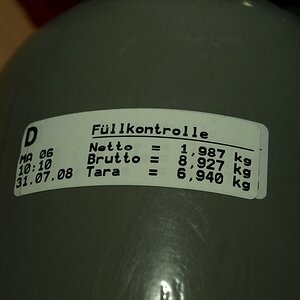 D
MA 06
10:10
31.07.08
Füllkontrolle
Netto = 1,987 kg
Brutto = 8,927 kg
Tara = 6,940 kg